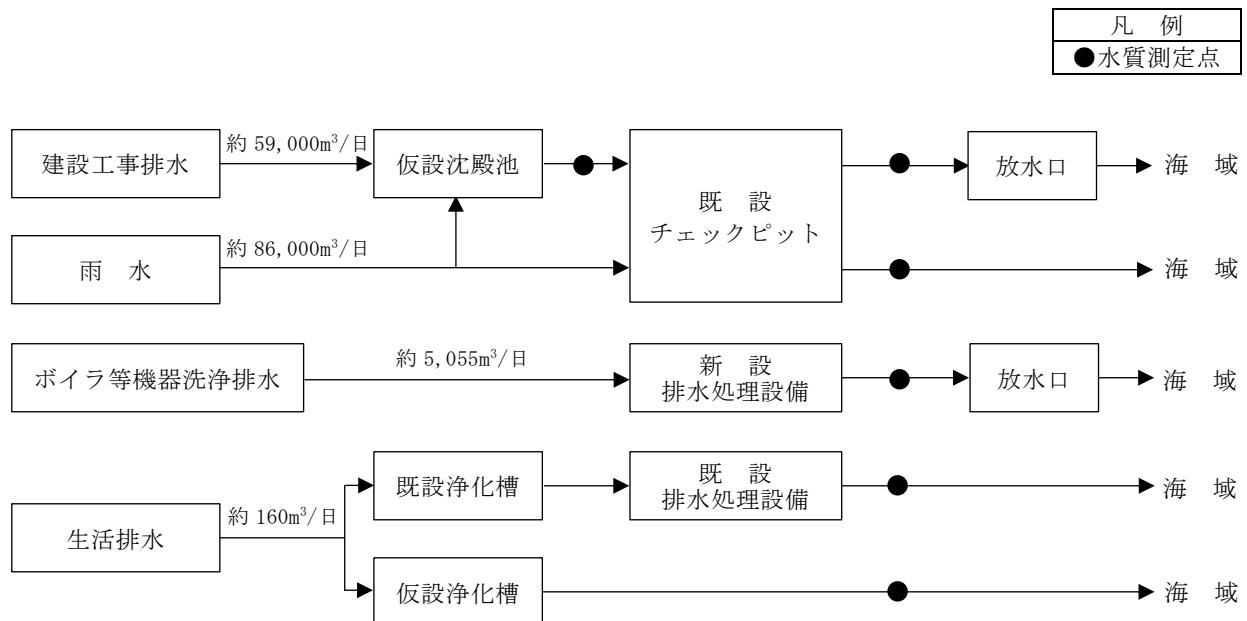 凡 例
●水質測定点
建設工事排水
約 59,000m³/日
仮設沈殿池
既 設
チェックピット
放水口
海 域
雨 水
約 86,000m³/日
海 域
ボイラ等機器洗浄排水
約 5,055m³/日
新 設
排水処理設備
放水口
海 域
生活排水
約 160m³/日
既設浄化槽
既 設
排水処理設備
海 域
仮設浄化槽
海 域